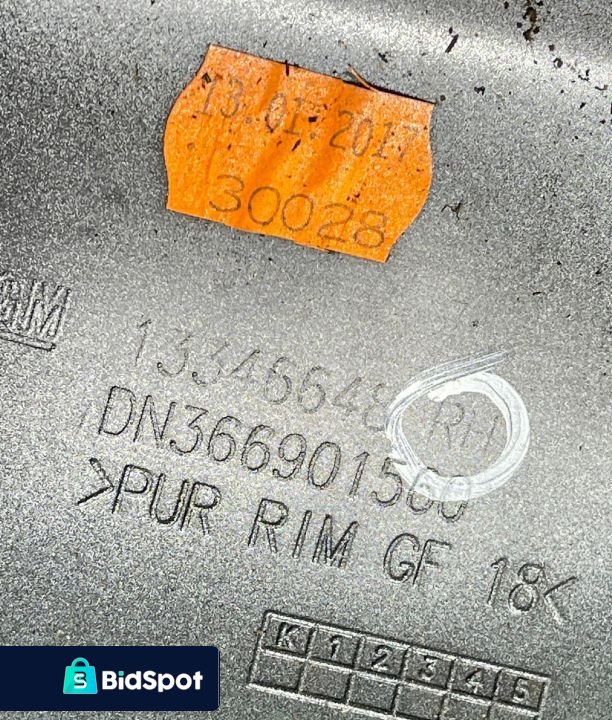 13.01.2017
30028
GM
13346648 RH
DN366901560
>PUR RIM GF 18<
K 1 2 3 4 5
BidSpot